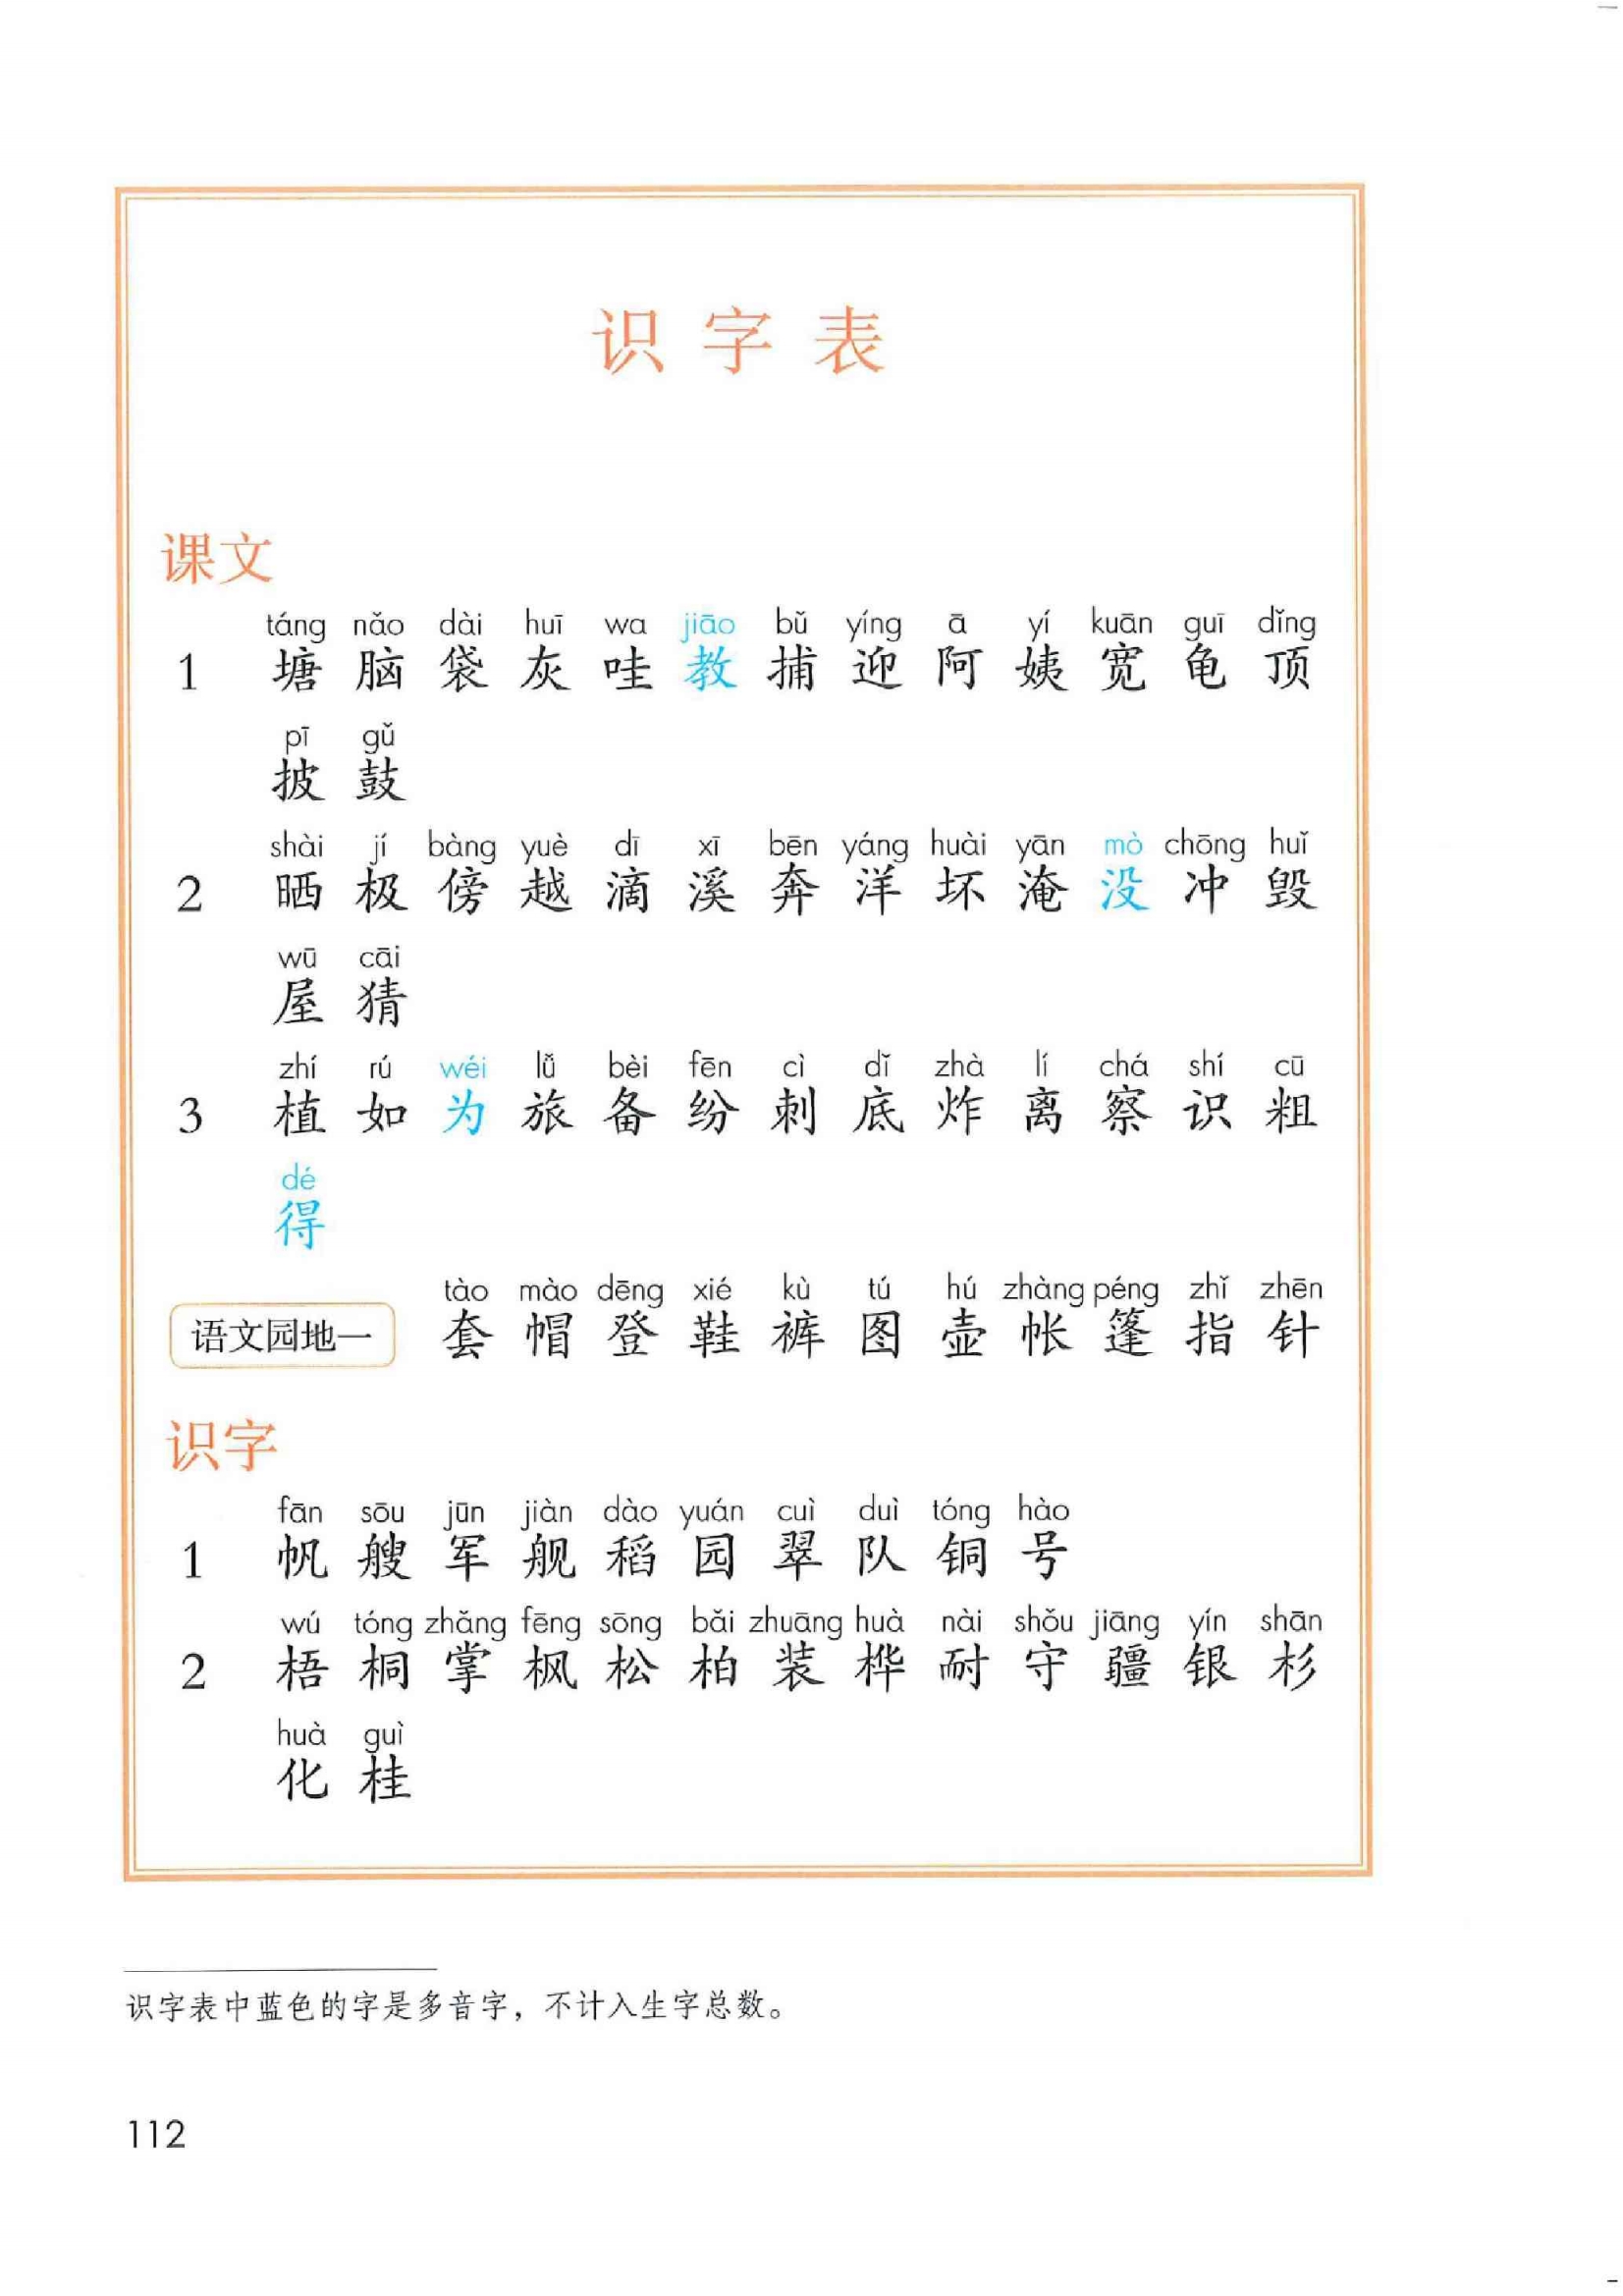 识字表
课文
táng nǎo dài huī wa jiāo bǔ yíng ā yí kuān guī dǐng
1 塘 脑 袋 灰 哇 教 捕 迎 阿 姨 宽 龟 顶
pī gǔ
披 鼓
shài jí bàng yuè dī xī bēn yáng huài yān mò chōng huǐ
2 晒 极 傍 越 滴 溪 奔 洋 坏 淹 没 冲 毁
wū cāi
屋 猜
zhí rú wéi lǚ bèi fēn cì dǐ zhà lí chá shí cū
3 植 如 为 旅 备 纷 刺 底 炸 离 察 识 粗
dé
得
tào mào dēng xié kù tú hú zhàng péng zhǐ zhēn
语文园地一 套 帽 登 鞋 裤 图 壶 帐 篷 指 针
识字
fān sōu jūn jiàn dào yuán cuì duì tóng hào
1 帆 艘 军 舰 稻 园 翠 队 铜 号
wú tóng zhǎng fēng sōng bǎi zhuāng huà nài shǒu jiāng yín shān
2 梧 桐 掌 枫 松 柏 装 桦 耐 守 疆 银 杉
huà guì
化 桂
识字表中蓝色的字是多音字，不计入生字总数。
112